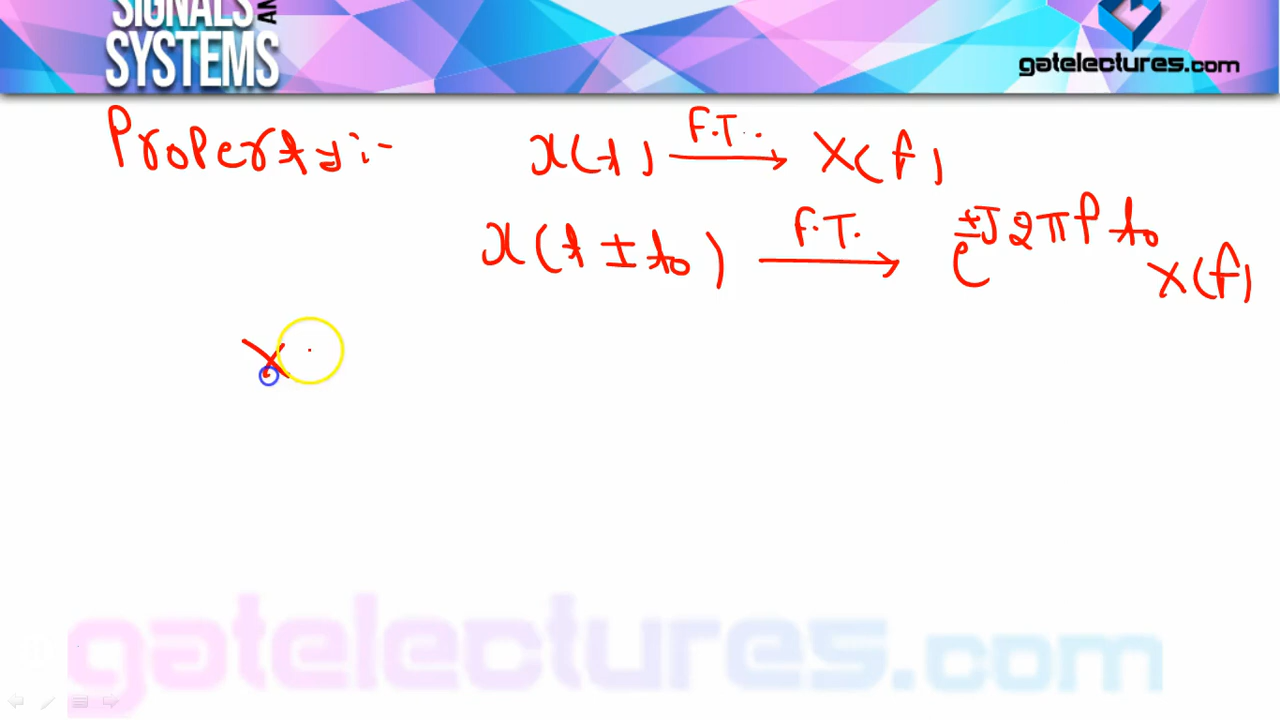 SIGNALS AND
SYSTEMS
gatelectures.com
Property:-
x(t) F.T. → X(f)
x(t ± t₀) F.T. → e^{±J2πft₀} X(f)
X
gatelectures.com